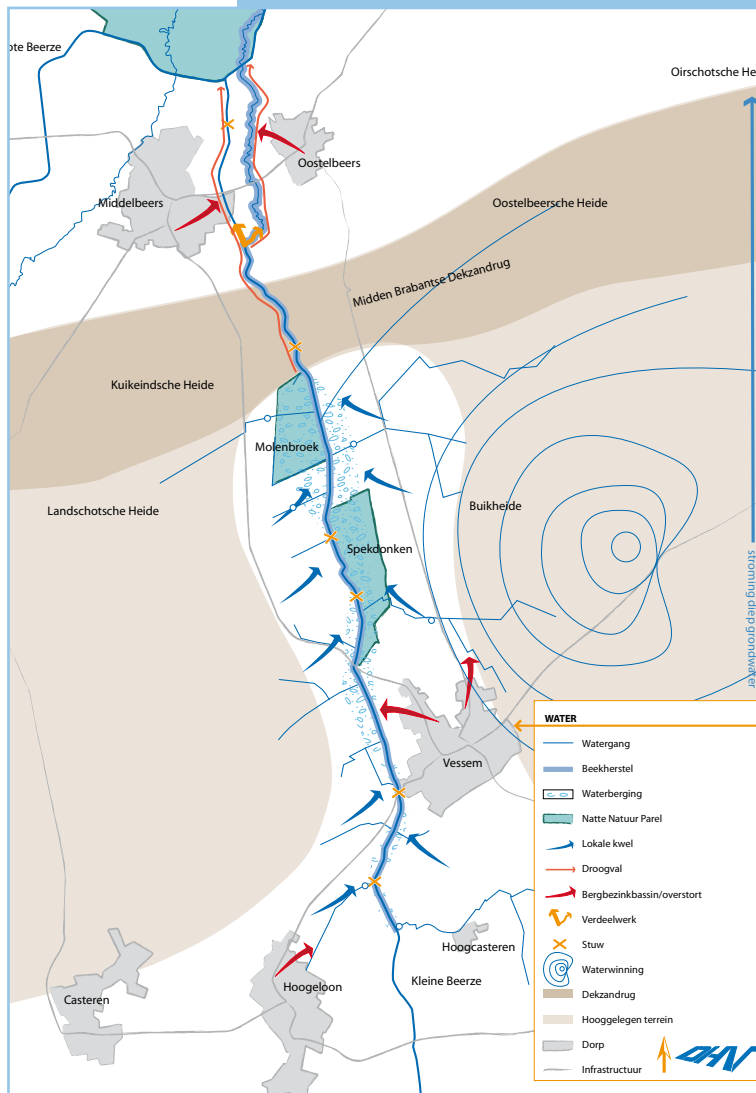 ote Beerze
Oirschotse He
Oostelbeers
Middelbeers
Oostelbeersche Heide
Midden Brabantse Dekzandrug
Kuikeindsche Heide
Molenbroek
Landschotsche Heide
Buikheide
Spekdonken
stroming diep grondwater
Vessem
Hoogcasteren
Hoogeloon
Kleine Beerze
Casteren
WATER
Watergang
Beekherstel
Waterberging
Natte Natuur Parel
Lokale kwel
Droogval
Bergbezinkbassin/overstort
Verdeelwerk
Stuw
Waterwinning
Dekzandrug
Hooggelegen terrein
Dorp
Infrastructuur
DHV